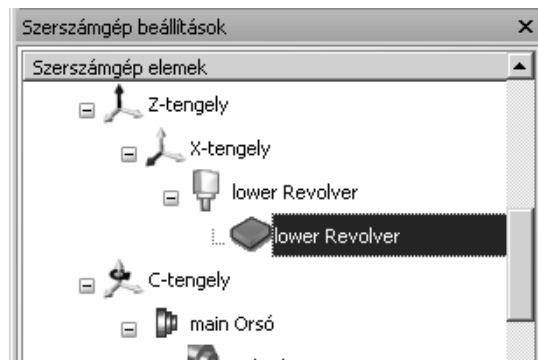 Szerszámgép beállítások
Szerszámgép elemek
Z-tengely
X-tengely
lower Revolver
lower Revolver
C-tengely
main Orsó